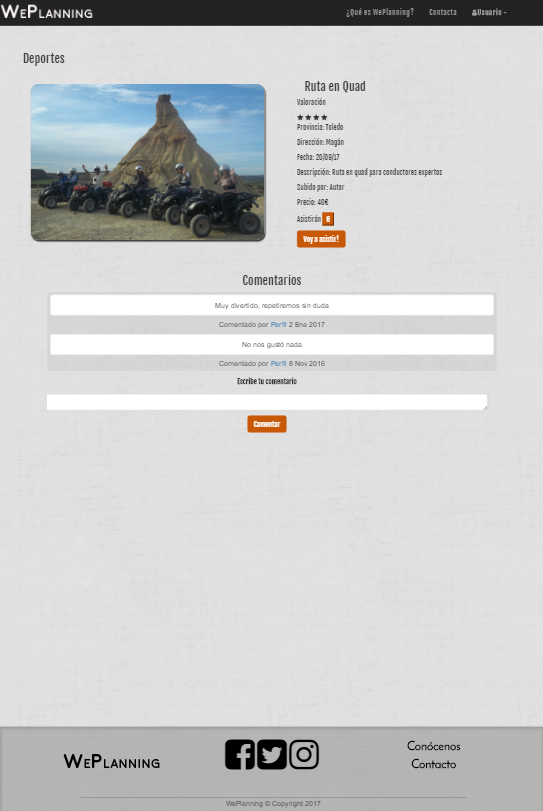 WEPLANNING
¿Qué es WePlanning? Contacta Usuario
Deportes
Ruta en Quad
Valoración
Provincia: Toledo
Dirección: Magán
Fecha: 20/09/17
Descripción: Ruta en quad para conductores expertos
Subido por: Autor
Precio: 40€
Asistirán 6
Voy a asistir!
Comentarios
Muy divertido, repetiremos sin duda
Comentado por Perfil 2 Ene 2017
No nos gustó nada
Comentado por Perfil 8 Nov 2016
Escribe tu comentario
Comentar
WEPLANNING
Conócenos
Contacto
WePlanning © Copyright 2017